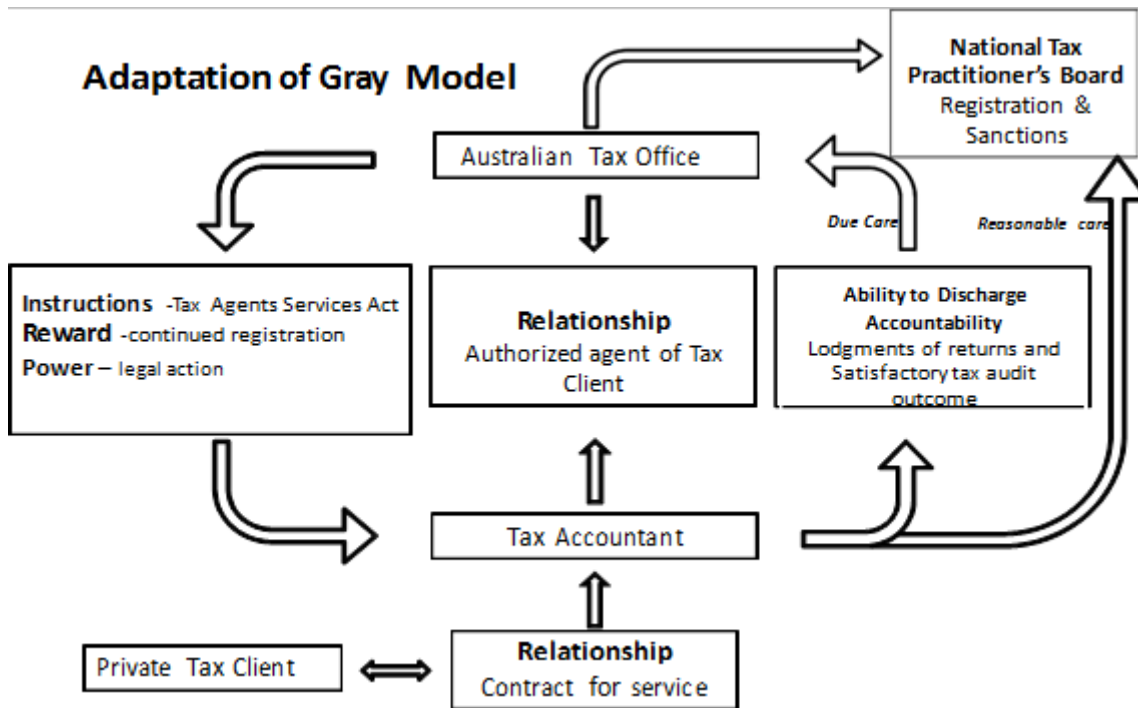 Adaptation of Gray Model
National Tax
Practitioner's Board
Registration &
Sanctions
Australian Tax Office
Due Care
Reasonable care
Instructions -Tax Agents Services Act
Reward -continued registration
Power – legal action
Relationship
Authorized agent of Tax
Client
Ability to Discharge
Accountability
Lodgments of returns and
Satisfactory tax audit
outcome
Tax Accountant
Private Tax Client
Relationship
Contract for service